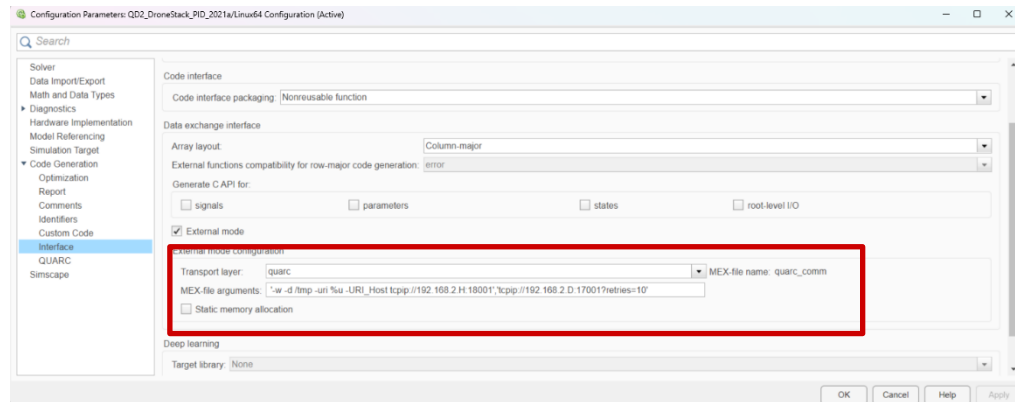 Configuration Parameters: QD2_DroneStack_PID_2021a/Linux64 Configuration (Active)
Search
Solver
Data Import/Export
Math and Data Types
Diagnostics
Hardware Implementation
Model Referencing
Simulation Target
Code Generation
Optimization
Report
Comments
Identifiers
Custom Code
Interface
QUARC
Simscape
Code interface
Code interface packaging: Nonreusable function
Data exchange interface
Array layout: Column-major
External functions compatibility for row-major code generation: error
Generate C API for:
signals parameters states root-level I/O
External mode
External mode configuration
Transport layer: quarc MEX-file name: quarc_comm
MEX-file arguments: '-w -d /tmp -uri %u -URI_Host tcpip://192.168.2.H:18001','tcpip://192.168.2.D:17001?retries=10'
Static memory allocation
Deep learning
Target library: None
OK Cancel Help Apply